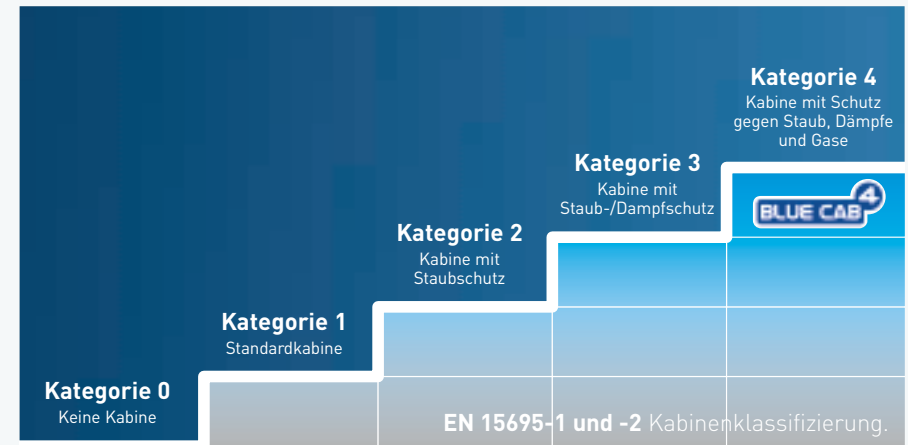 Kategorie 4
Kabine mit Schutz
gegen Staub, Dämpfe
und Gase
Kategorie 3
Kabine mit
Staub-/Dampfschutz
BLUE CAB 4
Kategorie 2
Kabine mit
Staubschutz
Kategorie 1
Standardkabine
Kategorie 0
Keine Kabine
EN 15695-1 und -2 Kabinenklassifizierung.